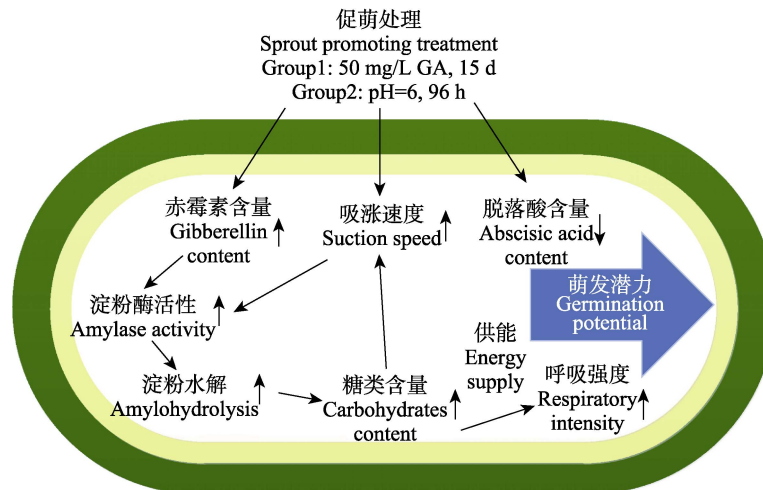 促萌处理
Sprout promoting treatment
Group1: 50 mg/L GA, 15 d
Group2: pH=6, 96 h
赤霉素含量
Gibberellin
content
吸涨速度
Suction speed
脱落酸含量
Abscisic acid
content
萌发潜力
Germination
potential
淀粉酶活性
Amylase activity
供能
Energy
supply
淀粉水解
Amylohydrolysis
糖类含量
Carbohydrates
content
呼吸强度
Respiratory
intensity